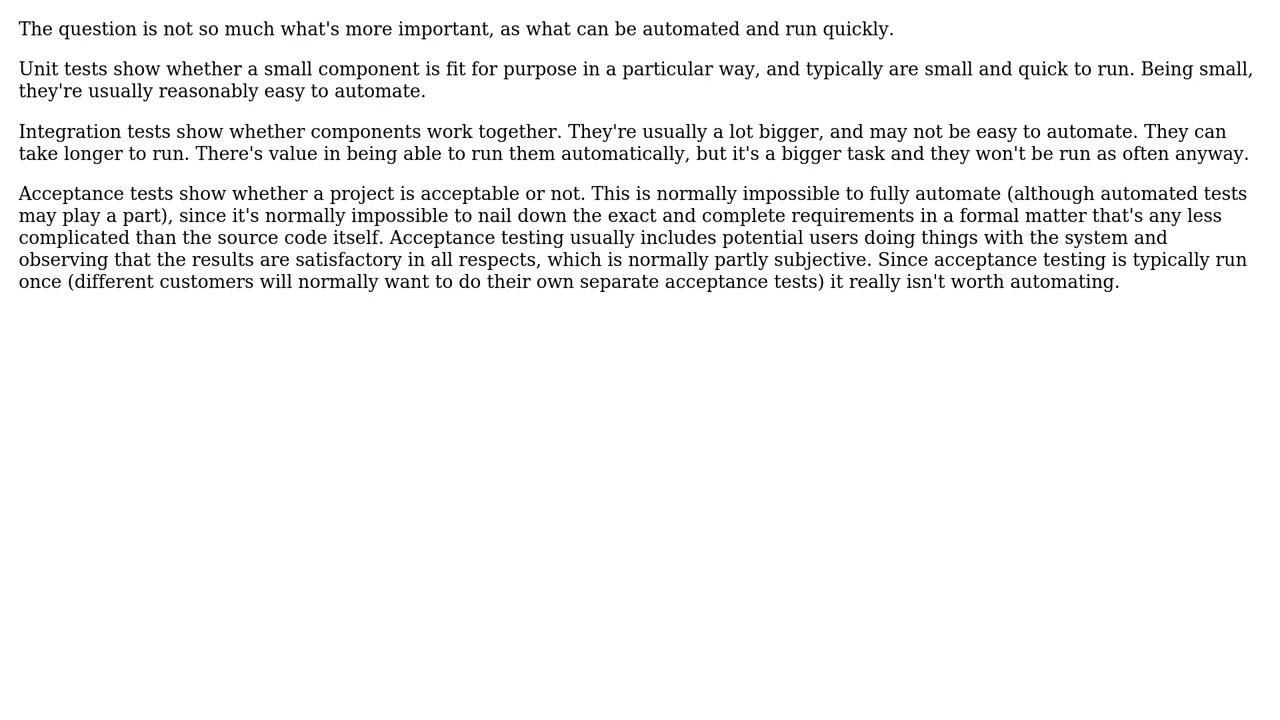 The question is not so much what's more important, as what can be automated and run quickly.
Unit tests show whether a small component is fit for purpose in a particular way, and typically are small and quick to run. Being small,
they're usually reasonably easy to automate.
Integration tests show whether components work together. They're usually a lot bigger, and may not be easy to automate. They can
take longer to run. There's value in being able to run them automatically, but it's a bigger task and they won't be run as often anyway.
Acceptance tests show whether a project is acceptable or not. This is normally impossible to fully automate (although automated tests
may play a part), since it's normally impossible to nail down the exact and complete requirements in a formal matter that's any less
complicated than the source code itself. Acceptance testing usually includes potential users doing things with the system and
observing that the results are satisfactory in all respects, which is normally partly subjective. Since acceptance testing is typically run
once (different customers will normally want to do their own separate acceptance tests) it really isn't worth automating.